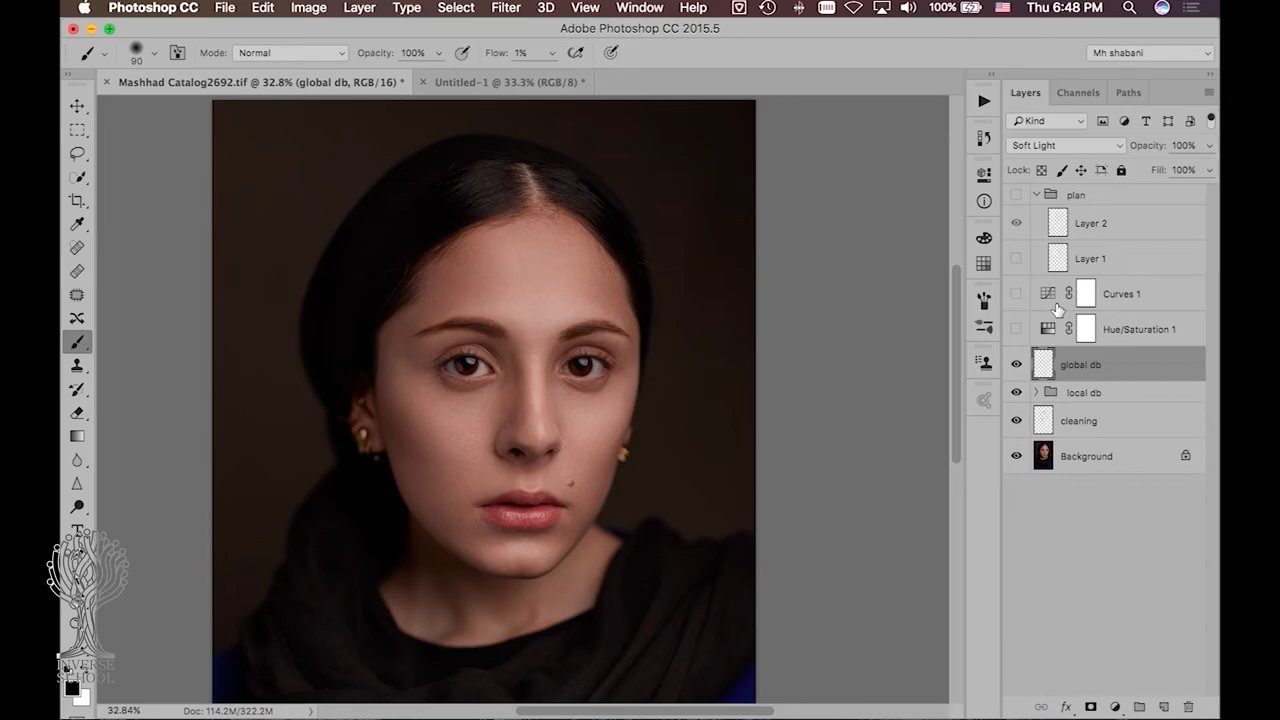 Photoshop CC File Edit Image Layer Type Select Filter 3D View Window Help 100% Thu 6:48 PM
Adobe Photoshop CC 2015.5
90 Mode: Normal Opacity: 100% Flow: 1% Mh shabani
Mashhad Catalog2692.tif @ 32.8% (global db, RGB/16) * Untitled-1 @ 33.3% (RGB/8) *
Layers Channels Paths
Kind
Soft Light Opacity: 100%
Lock: Fill: 100%
plan
Layer 2
Layer 1
Curves 1
Hue/Saturation 1
global db
local db
cleaning
Background
INVERSE
SCHOOL
32.84% Doc: 114.2M/322.2M